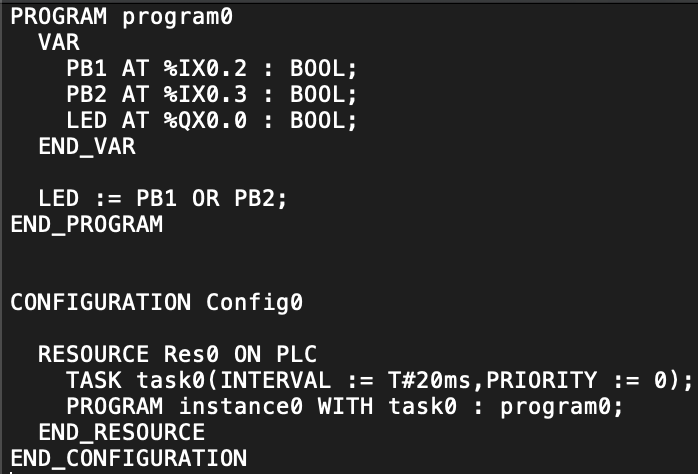 PROGRAM program0
  VAR
    PB1 AT %IX0.2 : BOOL;
    PB2 AT %IX0.3 : BOOL;
    LED AT %QX0.0 : BOOL;
  END_VAR

  LED := PB1 OR PB2;
END_PROGRAM


CONFIGURATION Config0

  RESOURCE Res0 ON PLC
    TASK task0(INTERVAL := T#20ms,PRIORITY := 0);
    PROGRAM instance0 WITH task0 : program0;
  END_RESOURCE
END_CONFIGURATION